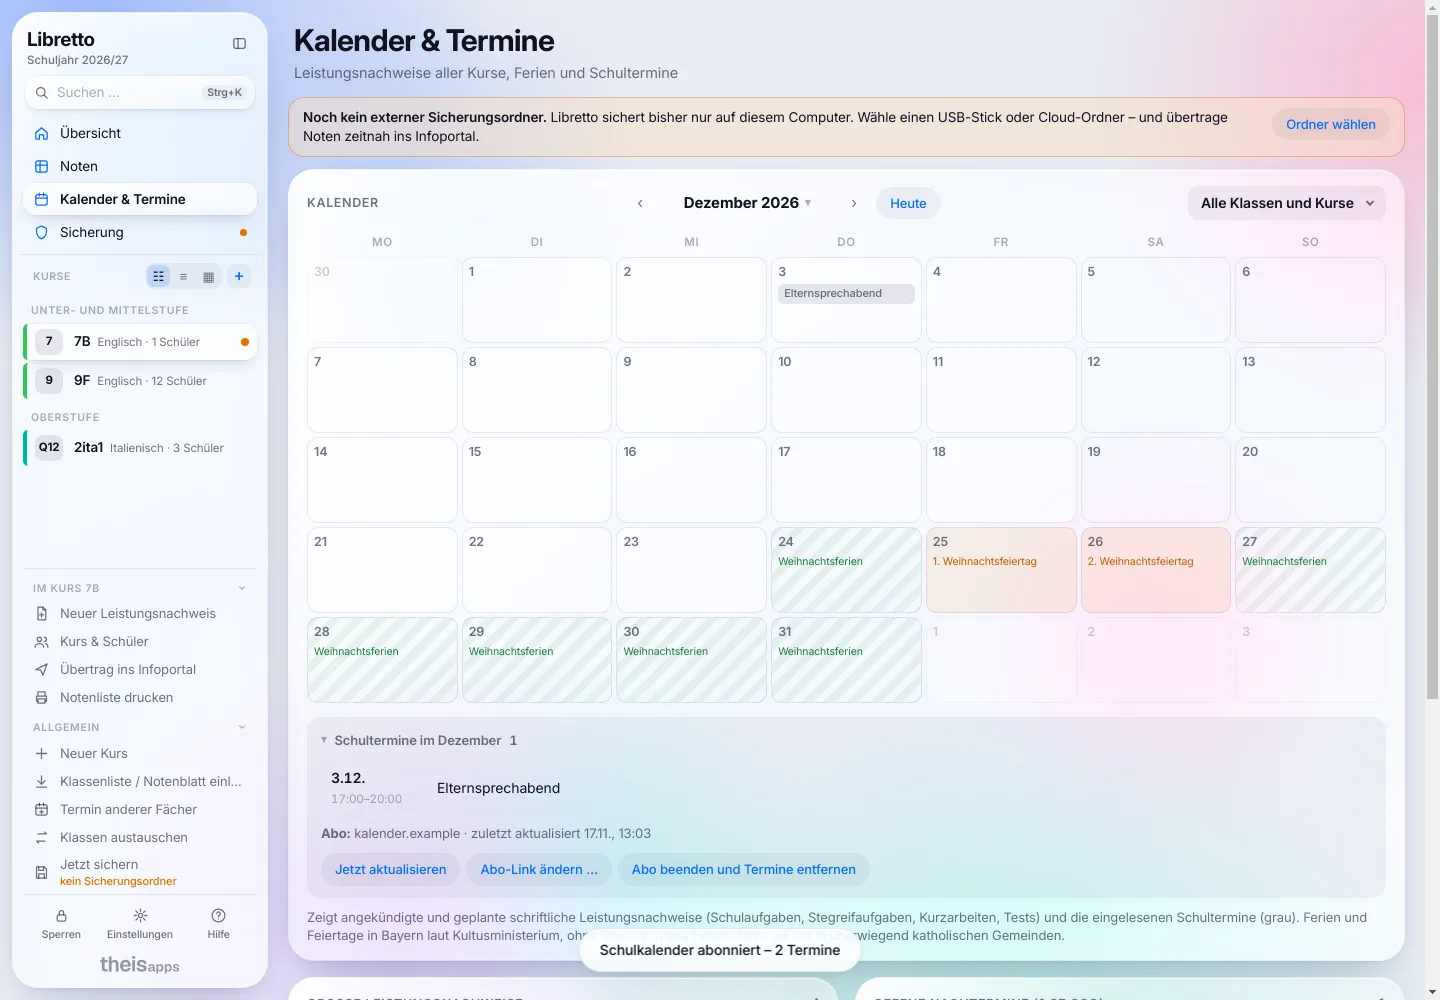 Libretto
Schuljahr 2026/27
Suchen ...
Strg+K
Übersicht
Noten
Kalender & Termine
Sicherung
KURSE
UNTER- UND MITTELSTUFE
7 7B Englisch · 1 Schüler
9 9F Englisch · 12 Schüler
OBERSTUFE
Q12 2ita1 Italienisch · 3 Schüler
IM KURS 7B
Neuer Leistungsnachweis
Kurs & Schüler
Übertrag ins Infoportal
Notenliste drucken
ALLGEMEIN
Neuer Kurs
Klassenliste / Notenblatt einl...
Termin anderer Fächer
Klassen austauschen
Jetzt sichern
kein Sicherungsordner
Sperren Einstellungen Hilfe
theisapps
Kalender & Termine
Leistungsnachweise aller Kurse, Ferien und Schultermine
Noch kein externer Sicherungsordner. Libretto sichert bisher nur auf diesem Computer. Wähle einen USB-Stick oder Cloud-Ordner – und übertrage
Noten zeitnah ins Infoportal.
Ordner wählen
KALENDER
‹ Dezember 2026 ▾ › Heute
Alle Klassen und Kurse
MO DI MI DO FR SA SO
30 1 2 3 4 5 6
Elternsprechabend
7 8 9 10 11 12 13
14 15 16 17 18 19 20
21 22 23 24 25 26 27
Weihnachtsferien 1. Weihnachtsfeiertag 2. Weihnachtsfeiertag Weihnachtsferien
28 29 30 31 1 2 3
Weihnachtsferien Weihnachtsferien Weihnachtsferien Weihnachtsferien
▾ Schultermine im Dezember 1
3.12.
17:00–20:00
Elternsprechabend
Abo: kalender.example · zuletzt aktualisiert 17.11., 13:03
Jetzt aktualisieren Abo-Link ändern ... Abo beenden und Termine entfernen
Zeigt angekündigte und geplante schriftliche Leistungsnachweise (Schulaufgaben, Stegreifaufgaben, Kurzarbeiten, Tests) und die eingelesenen Schultermine (grau). Ferien und
Feiertage in Bayern laut Kultusministerium, überwiegend katholischen Gemeinden.
Schulkalender abonniert – 2 Termine